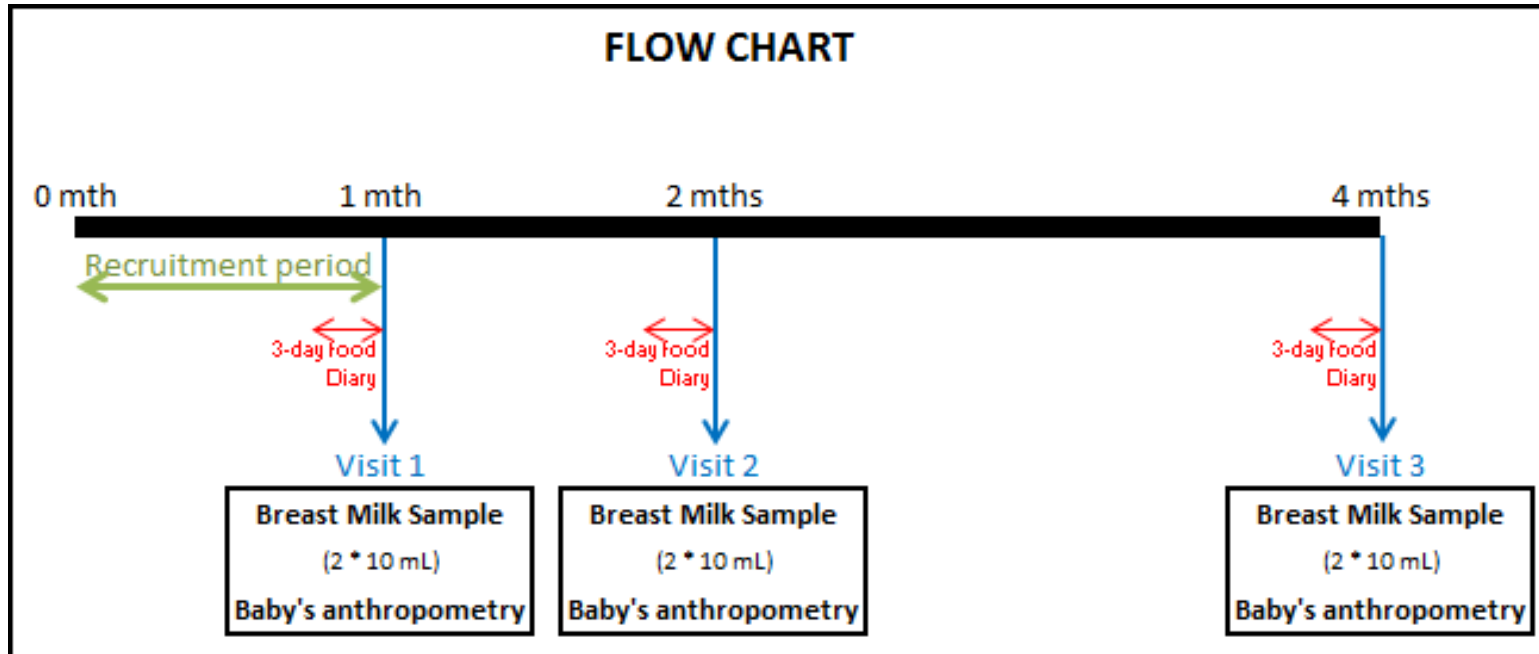 FLOW CHART
0 mth 1 mth 2 mths 4 mths
Recruitment period
3-day food 3-day food 3-day food
Diary Diary Diary
Visit 1 Visit 2 Visit 3
Breast Milk Sample Breast Milk Sample Breast Milk Sample
(2 * 10 mL) (2 * 10 mL) (2 * 10 mL)
Baby's anthropometry Baby's anthropometry Baby's anthropometry